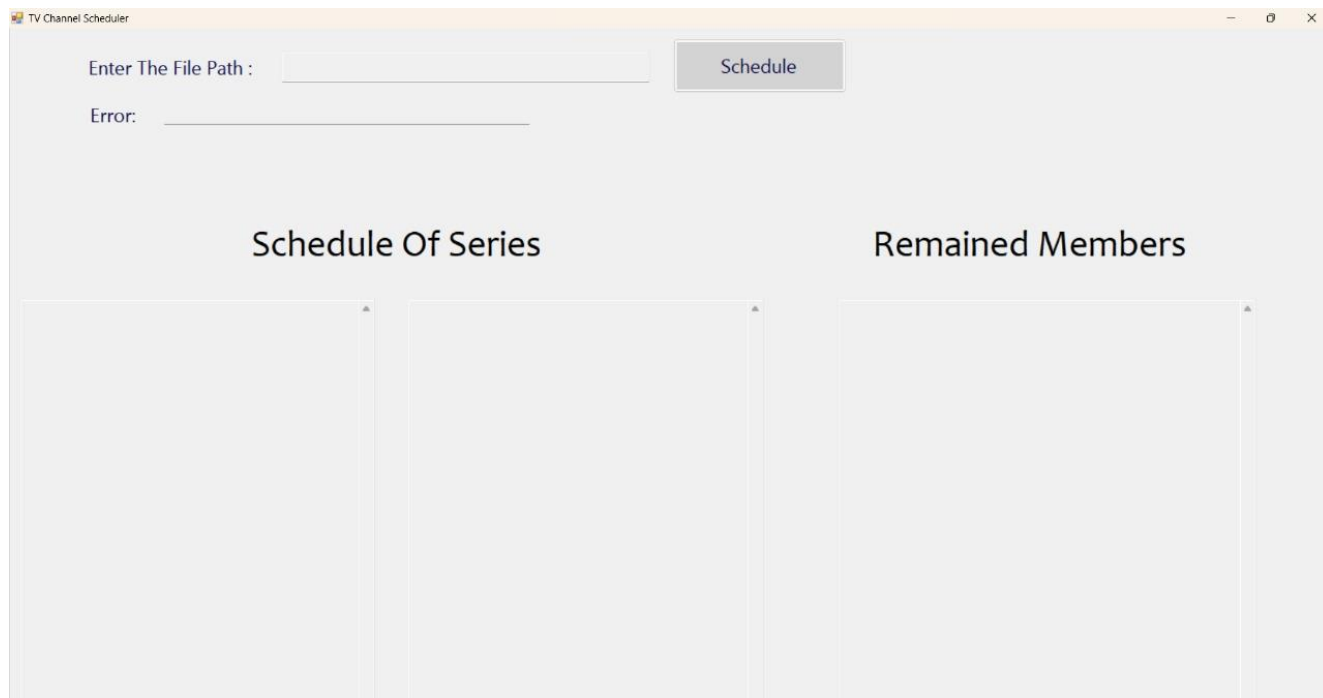 TV Channel Scheduler
Enter The File Path :
Schedule
Error:
Schedule Of Series
Remained Members